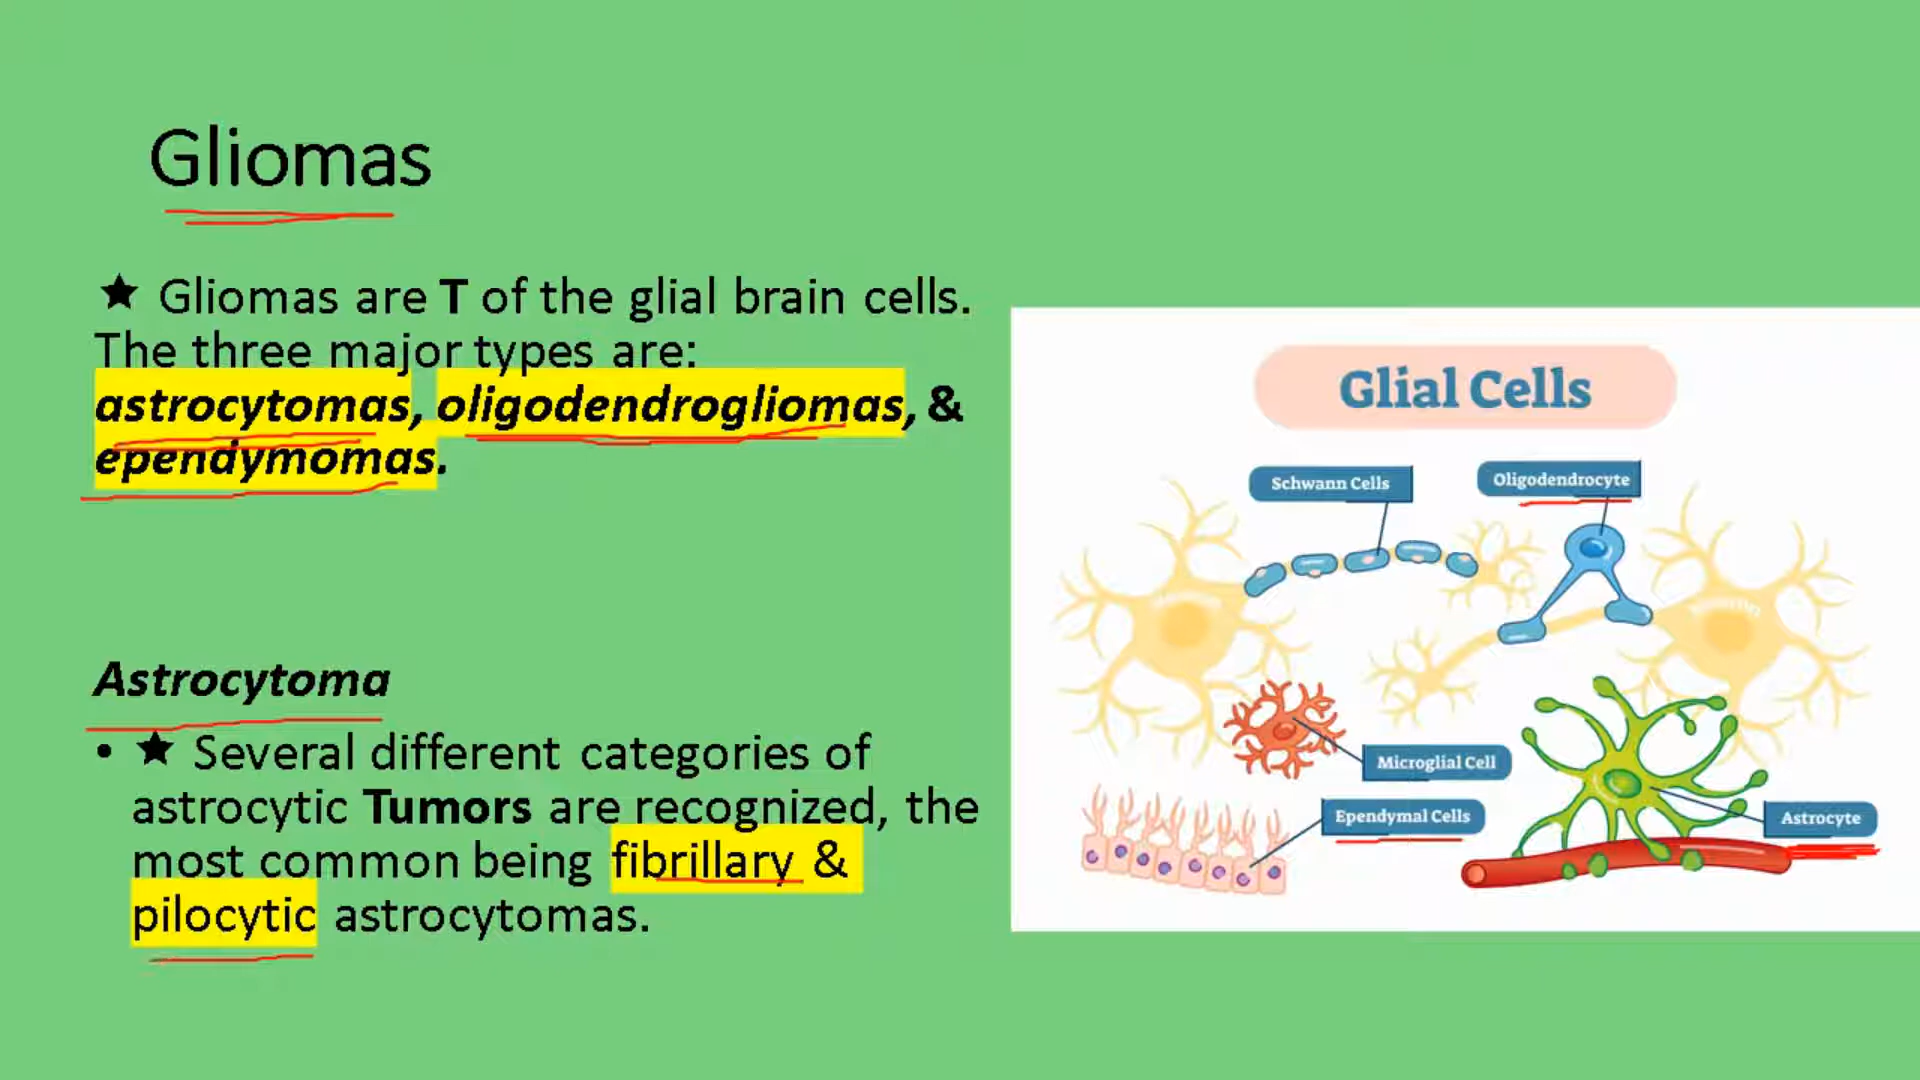 Gliomas
★ Gliomas are T of the glial brain cells.
The three major types are:
astrocytomas, oligodendrogliomas, &
ependymomas.
Astrocytoma
• ★ Several different categories of
astrocytic Tumors are recognized, the
most common being fibrillary &
pilocytic astrocytomas.
Glial Cells
Schwann Cells
Oligodendrocyte
Microglial Cell
Ependymal Cells
Astrocyte